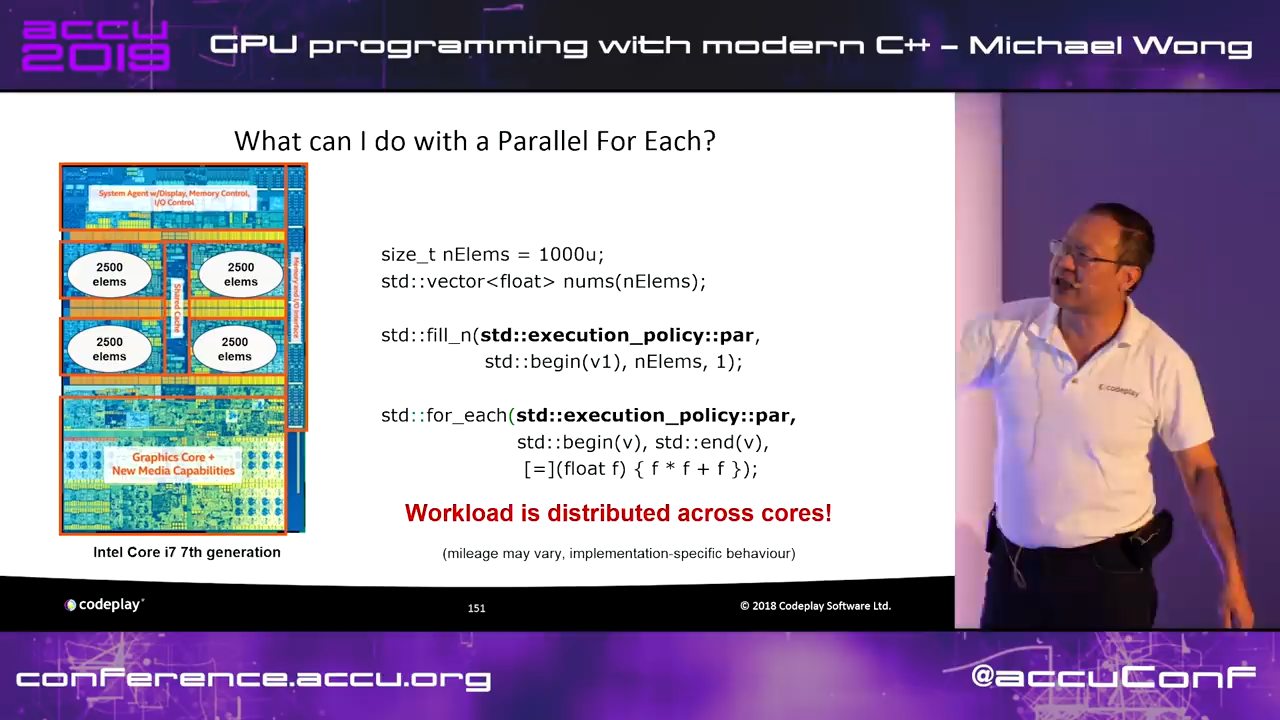 accu
2019
GPU programming with modern C++ – Michael Wong
What can I do with a Parallel For Each?
System Agent w/Display, Memory Control,
I/O Control
2500
elems
2500
elems
Shared Cache
Memory and I/O Interface
2500
elems
2500
elems
Graphics Core +
New Media Capabilities
Intel Core i7 7th generation
size_t nElems = 1000u;
std::vector<float> nums(nElems);
std::fill_n(std::execution_policy::par,
std::begin(v1), nElems, 1);
std::for_each(std::execution_policy::par,
std::begin(v), std::end(v),
[=](float f) { f * f + f });
Workload is distributed across cores!
(mileage may vary, implementation-specific behaviour)
codeplay
151
© 2018 Codeplay Software Ltd.
codeplay
conference.accu.org
@accuConf